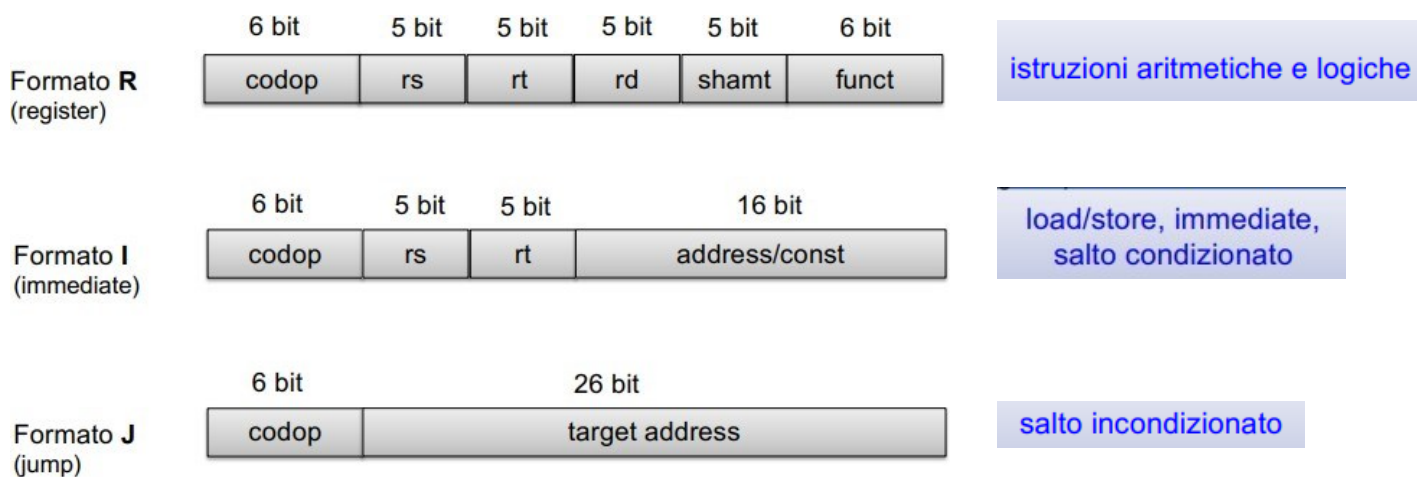 6 bit 5 bit 5 bit 5 bit 5 bit 6 bit
Formato R codop rs rt rd shamt funct istruzioni aritmetiche e logiche
(register)
6 bit 5 bit 5 bit 16 bit
Formato I codop rs rt address/const load/store, immediate,
(immediate) salto condizionato
6 bit 26 bit
Formato J codop target address salto incondizionato
(jump)